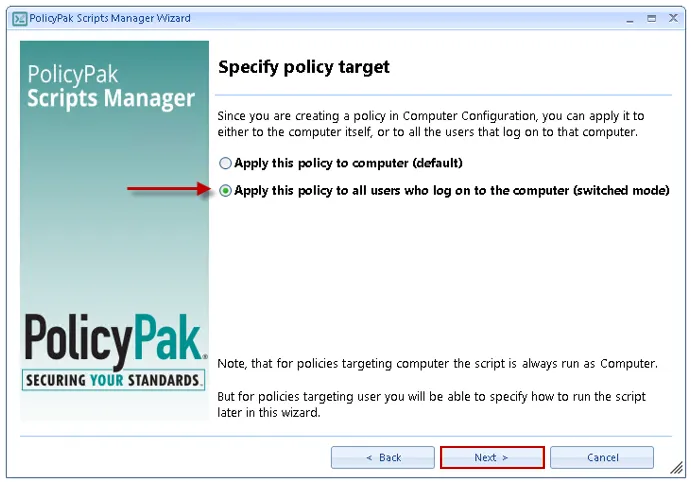 PolicyPak Scripts Manager Wizard
PolicyPak
Scripts Manager
Specify policy target
Since you are creating a policy in Computer Configuration, you can apply it to
either to the computer itself, or to all the users that log on to that computer.
Apply this policy to computer (default)
Apply this policy to all users who log on to the computer (switched mode)
PolicyPak®
SECURING YOUR STANDARDS.
Note, that for policies targeting computer the script is always run as Computer.
But for policies targeting user you will be able to specify how to run the script
later in this wizard.
< Back
Next >
Cancel